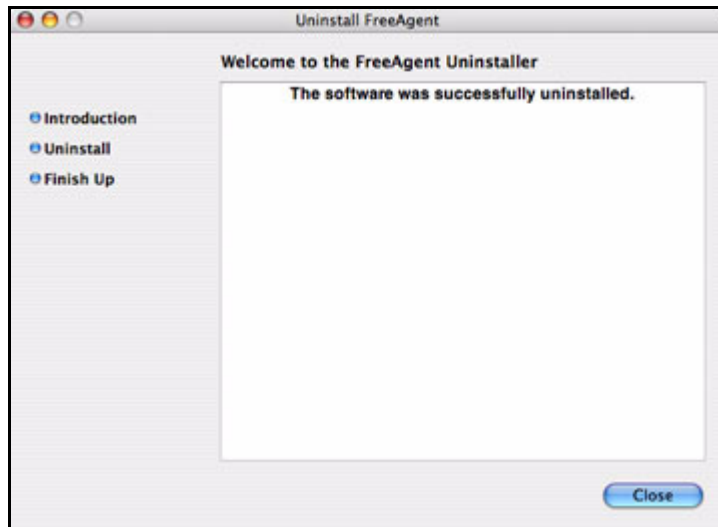 Uninstall FreeAgent
Welcome to the FreeAgent Uninstaller
The software was successfully uninstalled.
Introduction
Uninstall
Finish Up
Close